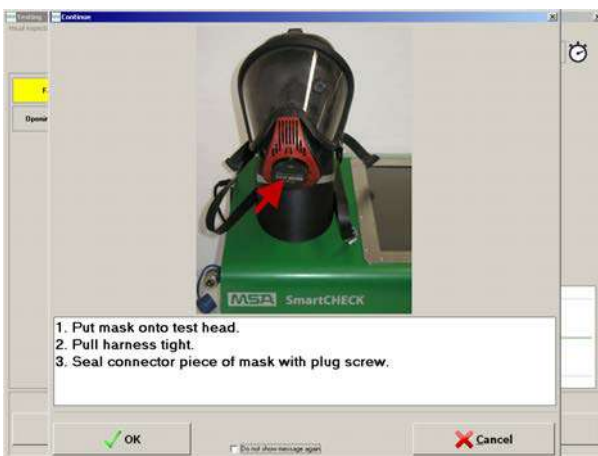 Testing
Continue
MSA SmartCHECK
1. Put mask onto test head.
2. Pull harness tight.
3. Seal connector piece of mask with plug screw.
OK
Do not show message again
Cancel